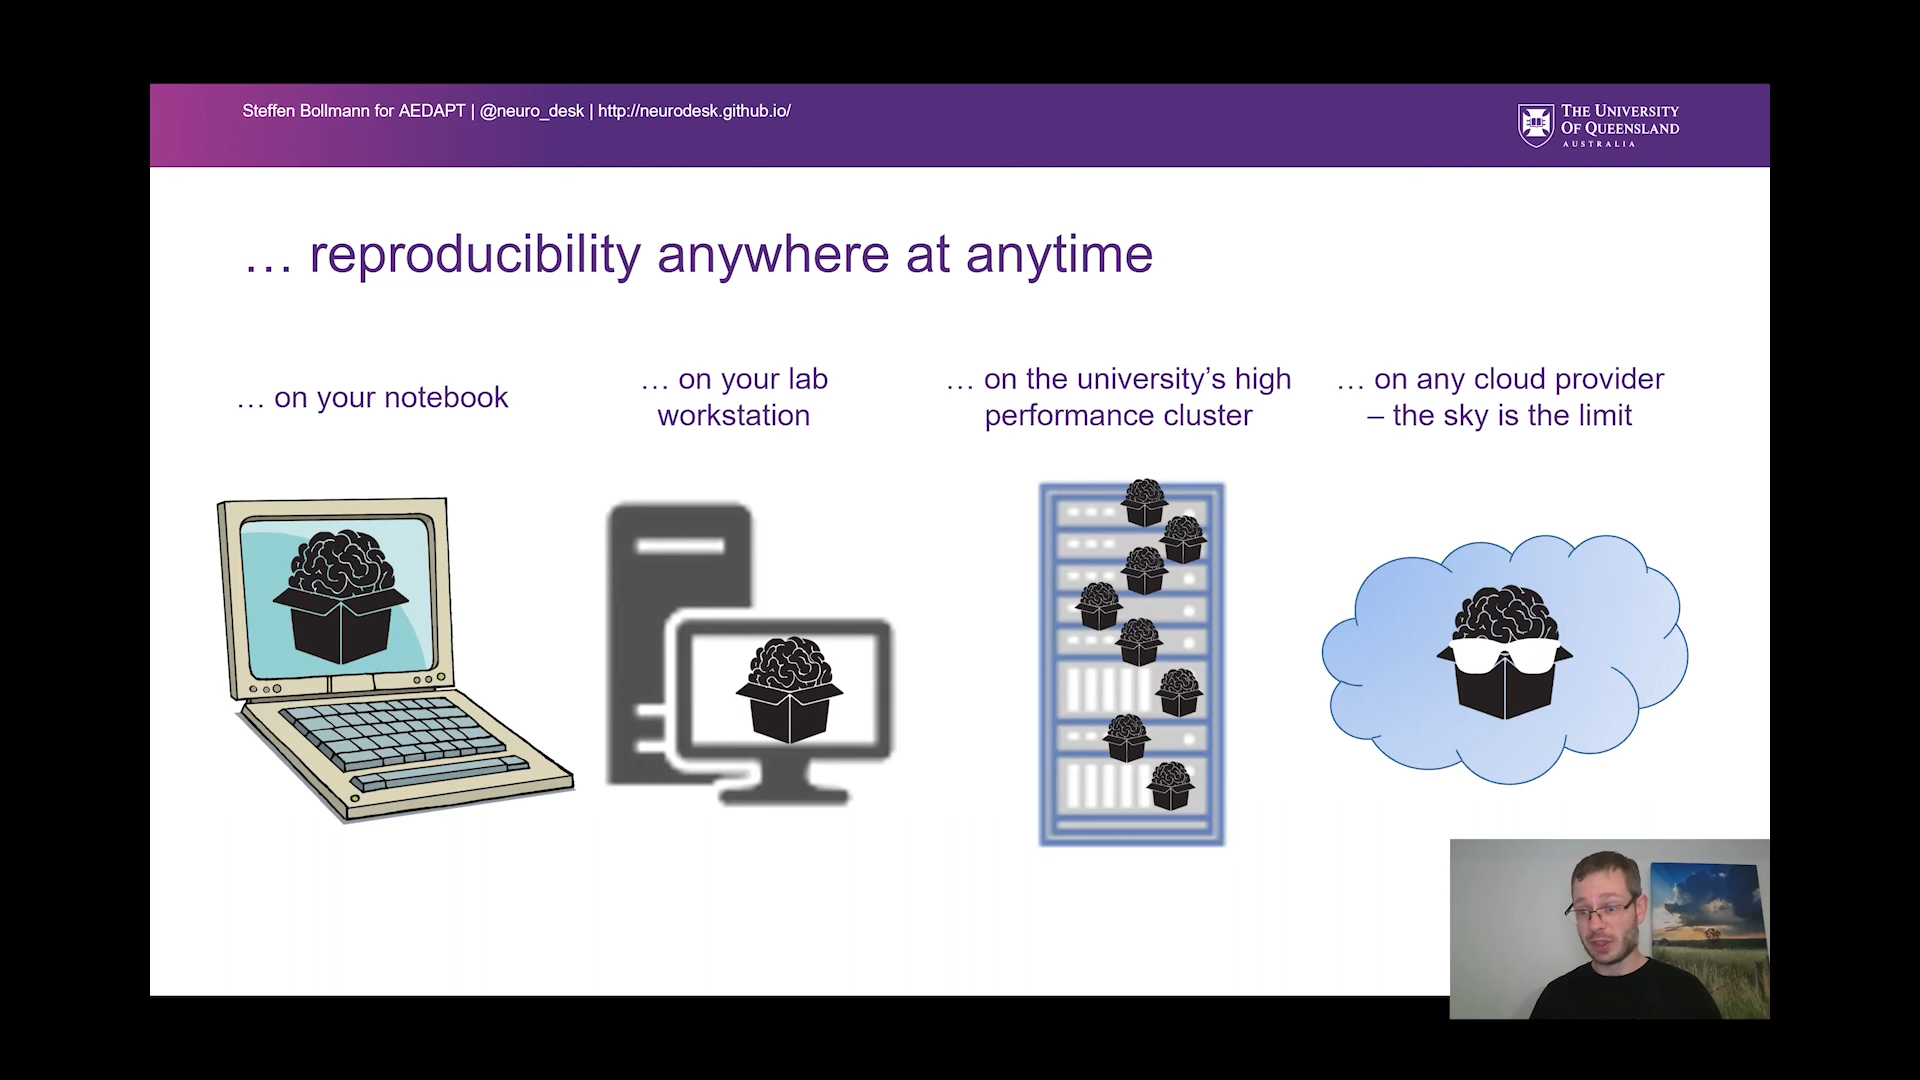 Steffen Bollmann for AEDAPT | @neuro_desk | http://neurodesk.github.io/
THE UNIVERSITY
OF QUEENSLAND
AUSTRALIA
… reproducibility anywhere at anytime
… on your notebook
… on your lab
workstation
… on the university’s high
performance cluster
… on any cloud provider
– the sky is the limit